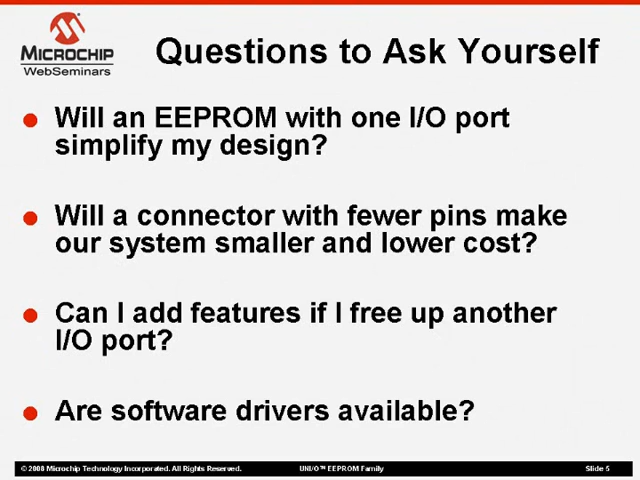 MICROCHIP
WebSeminars
Questions to Ask Yourself
Will an EEPROM with one I/O port
simplify my design?
Will a connector with fewer pins make
our system smaller and lower cost?
Can I add features if I free up another
I/O port?
Are software drivers available?
© 2008 Microchip Technology Incorporated. All Rights Reserved. UNI/O™ EEPROM Family Slide 5